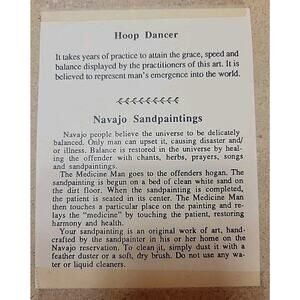 Hoop Dancer
It takes years of practice to attain the grace, speed and
balance displayed by the practitioners of this art. It is
believed to represent man's emergence into the world.
Navajo Sandpaintings
Navajo people believe the universe to be delicately
balanced. Only man can upset it, causing disaster and/
or illness. Balance is restored in the universe by heal-
ing the offender with chants, herbs, prayers, songs
and sandpaintings.
The Medicine Man goes to the offenders hogan. The
sandpainting is begun on a bed of clean white sand on
the dirt floor. When the sandpainting is completed,
the patient is seated in its center. The Medicine Man
then touches a particular place on the painting and re-
lays the "medicine" by touching the patient, restoring
harmony and health.
Your sandpainting is an original work of art, hand-
crafted by the sandpainter in his or her home on the
Navajo reservation. To clean it, simply dust it with a
feather duster or a soft, dry brush. Do not use any wa-
ter or liquid cleaners.